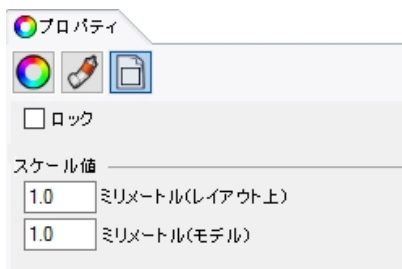 プロパティ
ロック
スケール値
1.0 ミリメートル(レイアウト上)
1.0 ミリメートル(モデル)